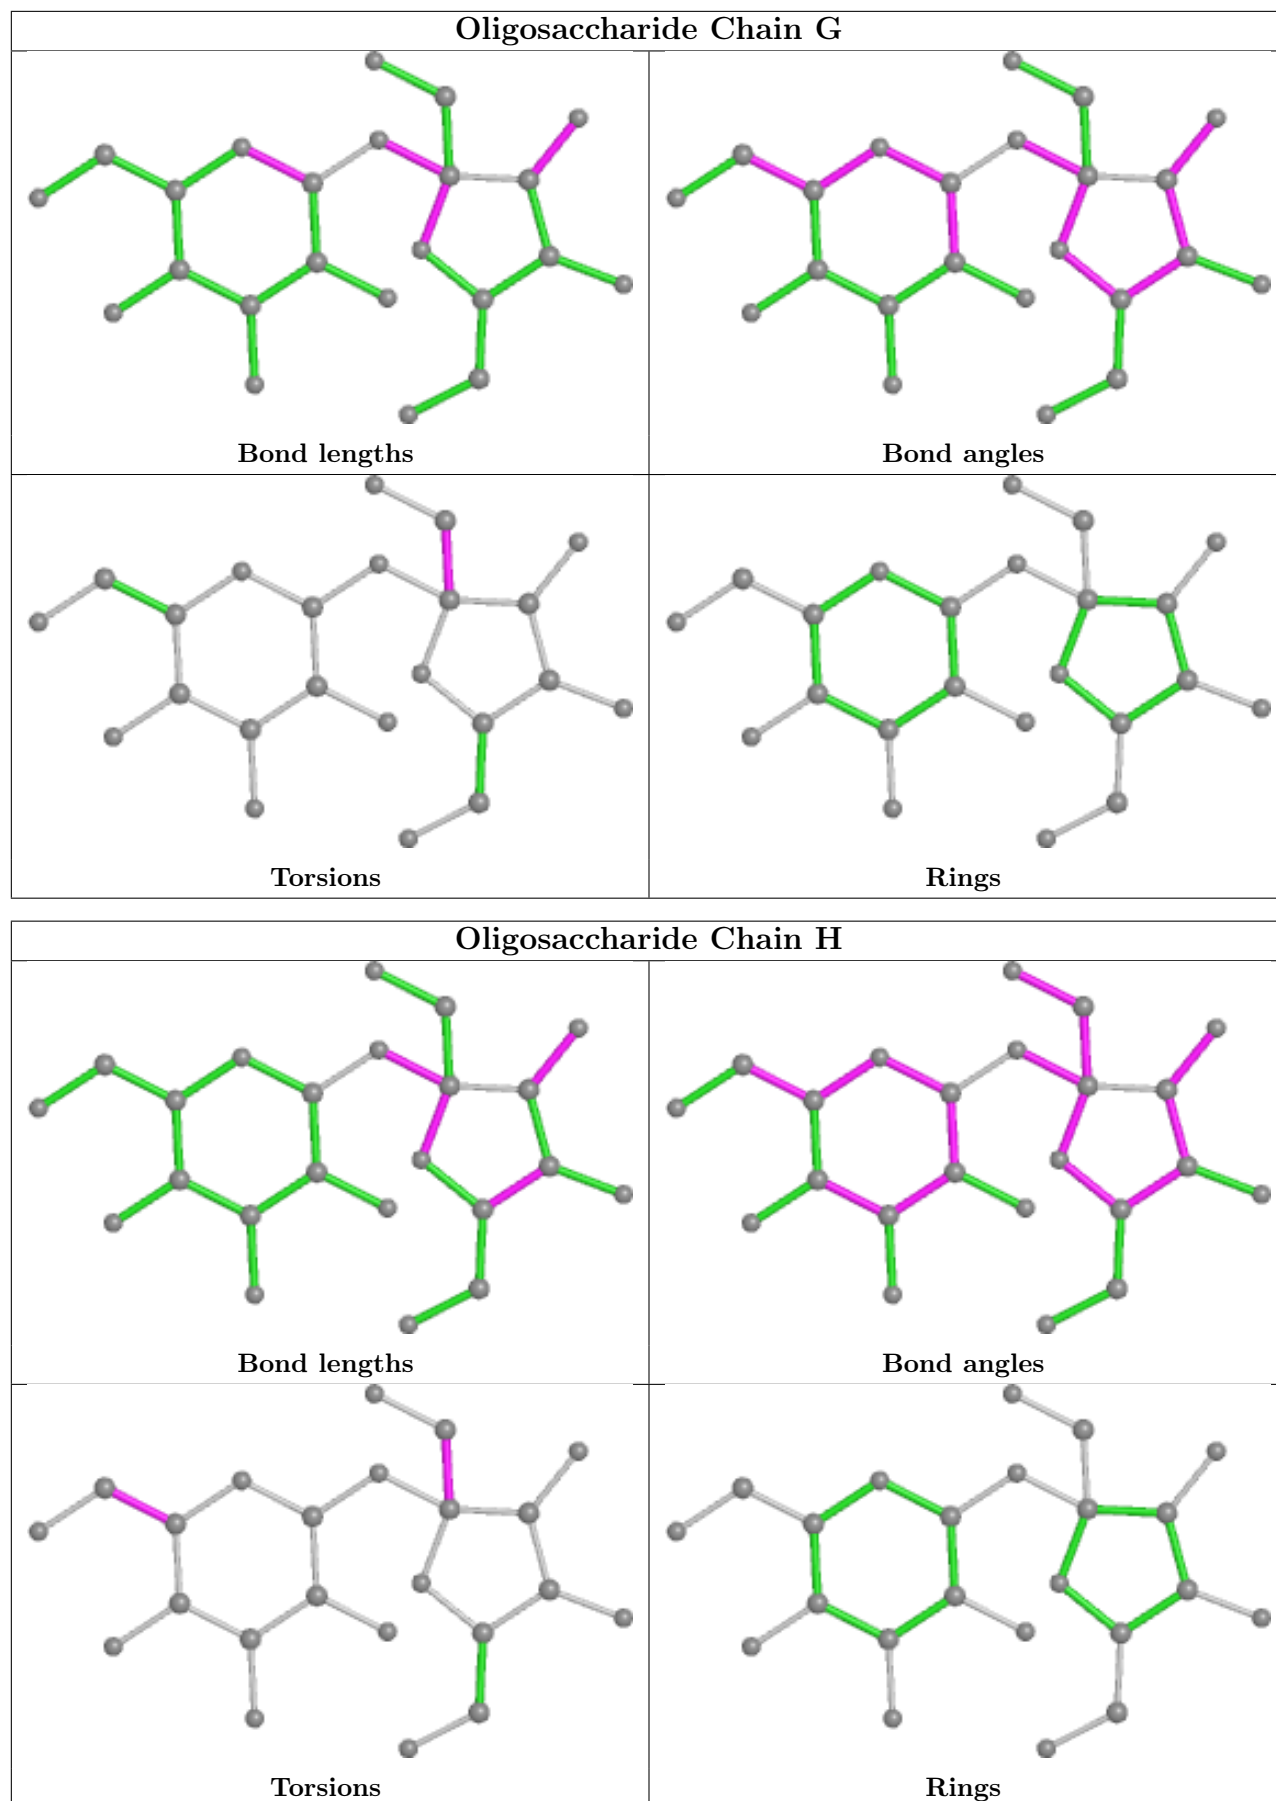 Oligosaccharide Chain G
Bond lengths
Bond angles
Torsions
Rings
Oligosaccharide Chain H
Bond lengths
Bond angles
Torsions
Rings